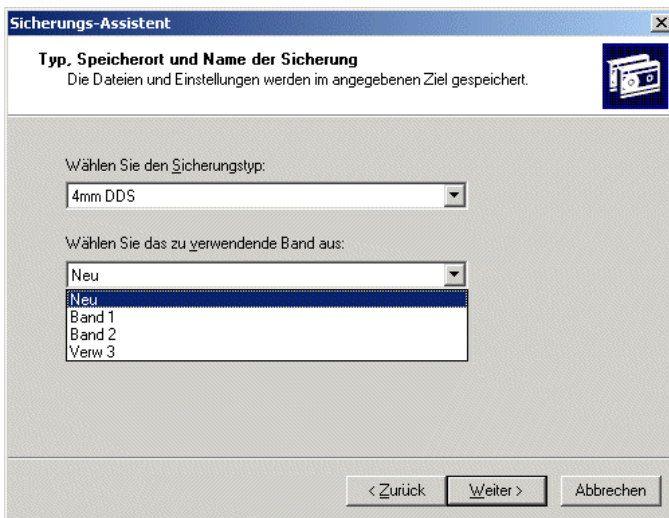 Sicherungs-Assistent
Typ, Speicherort und Name der Sicherung
Die Dateien und Einstellungen werden im angegebenen Ziel gespeichert.
Wählen Sie den Sicherungstyp:
4mm DDS
Wählen Sie das zu verwendende Band aus:
Neu
Neu
Band 1
Band 2
Verw 3
< Zurück Weiter > Abbrechen